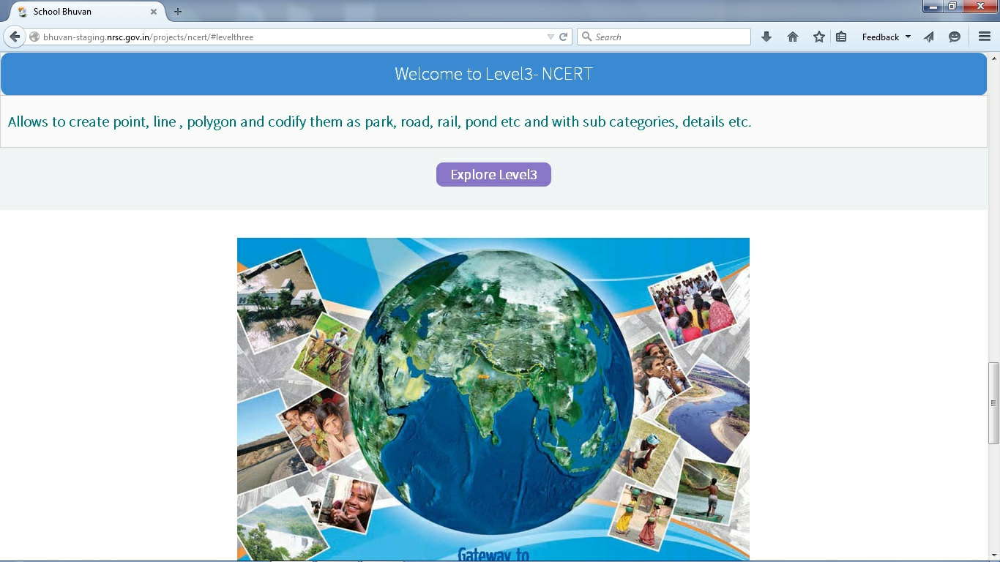 School Bhuvan
bhuvan-staging.nrsc.gov.in/projects/ncert/#levelthree
Search
Feedback
Welcome to Level3- NCERT
Allows to create point, line , polygon and codify them as park, road, rail, pond etc and with sub categories, details etc.
Explore Level3
Gateway to